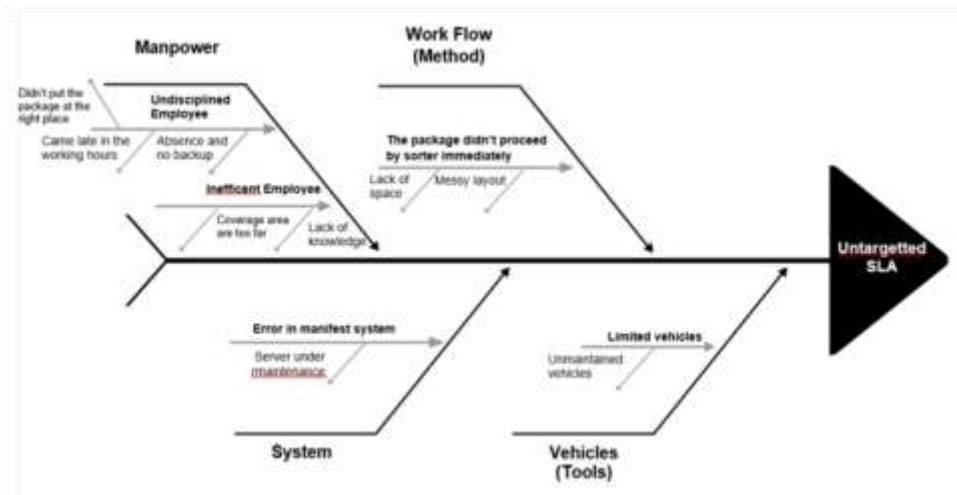 Manpower
Work Flow
(Method)
Didn't put the
package at the
right place
Undisciplined
Employee
Came late in the
working hours
Absence and
no backup
Inefficant Employee
Coverage area
are too far
Lack of
knowledge
The package didn't proceed
by sorter immediately
Lack of
space
Messy layout
Untargetted
SLA
Error in manifest system
Server under
rmaintenance
Limited vehicles
Unmaintained
vehicles
System
Vehicles
(Tools)